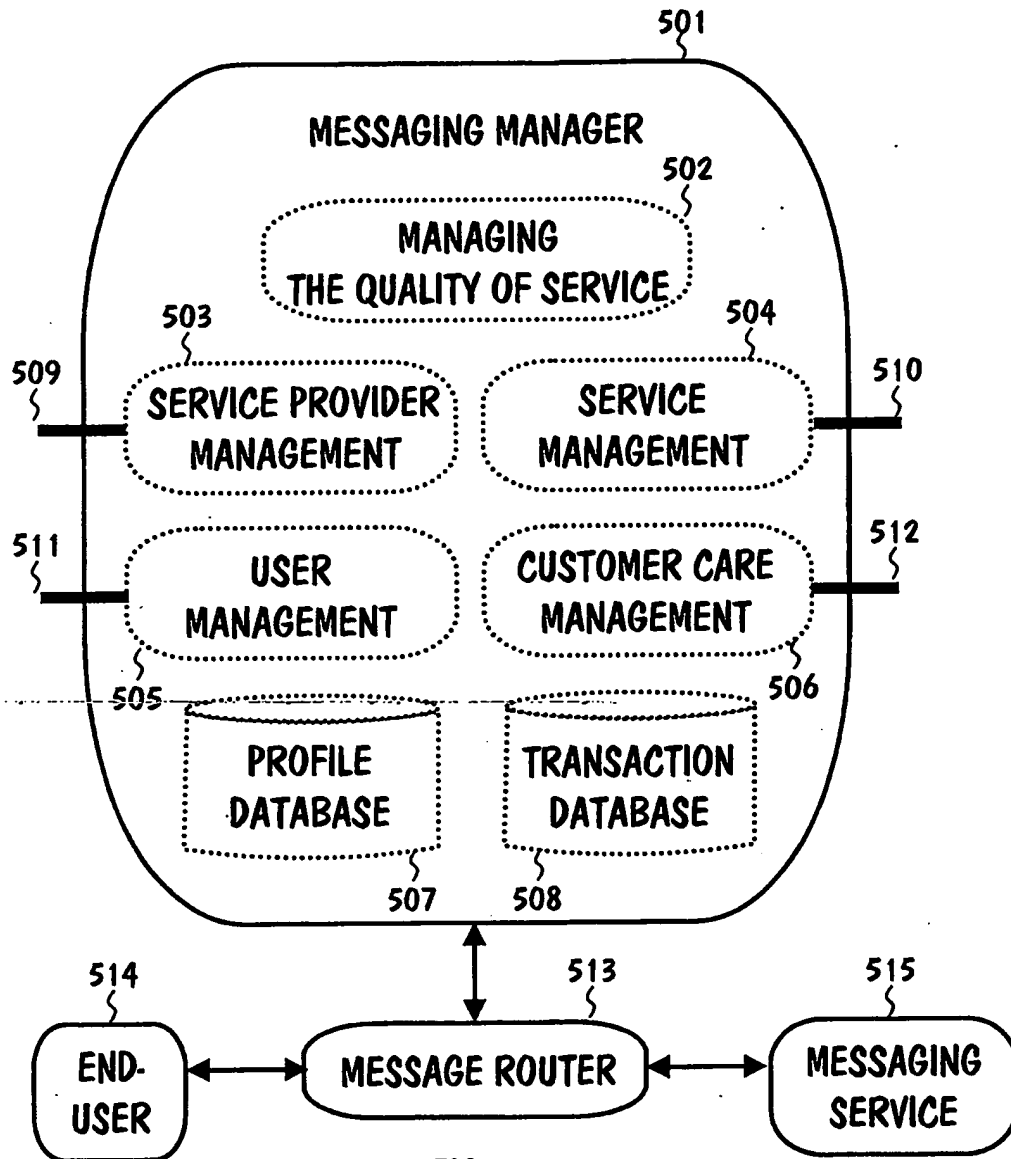 501
MESSAGING MANAGER
502
MANAGING
THE QUALITY OF SERVICE
503
504
509
SERVICE PROVIDER
MANAGEMENT
SERVICE
MANAGEMENT
510
511
USER
MANAGEMENT
CUSTOMER CARE
MANAGEMENT
512
505
506
PROFILE
DATABASE
TRANSACTION
DATABASE
507
508
514
513
515
END-
USER
MESSAGE ROUTER
MESSAGING
SERVICE